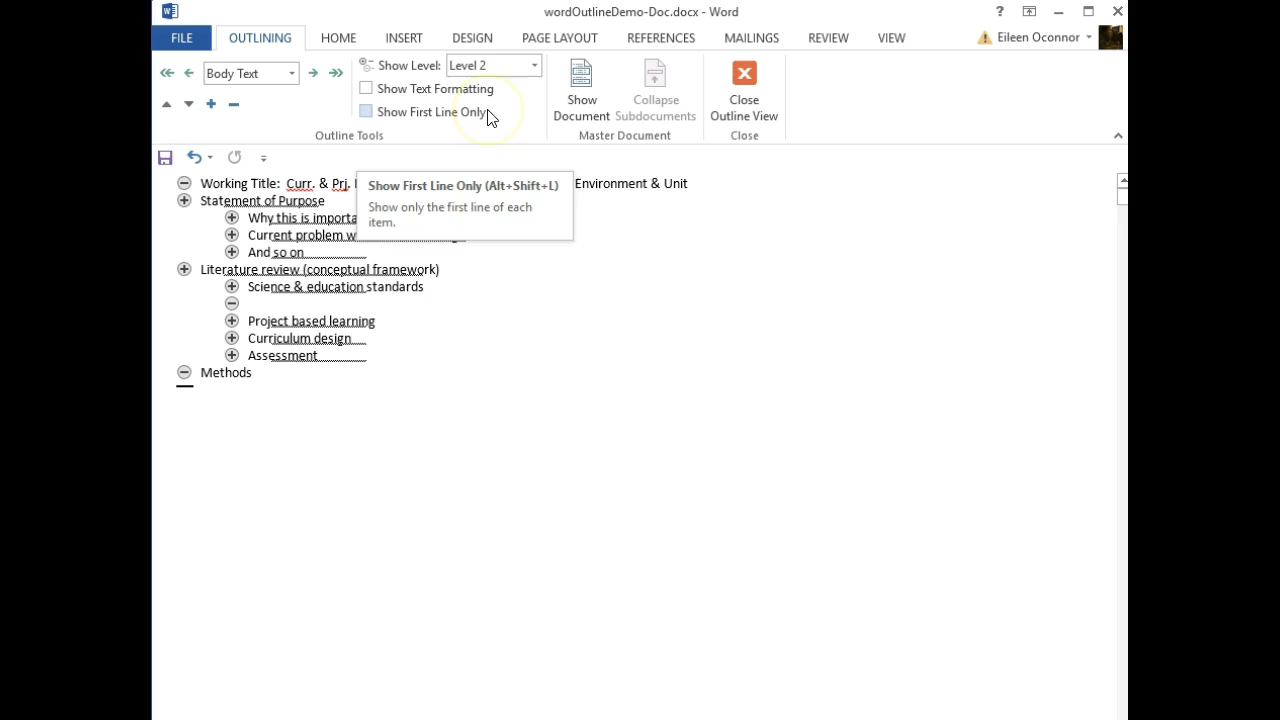 wordOutlineDemo-Doc.docx - Word
?
FILE OUTLINING HOME INSERT DESIGN PAGE LAYOUT REFERENCES MAILINGS REVIEW VIEW Eileen Oconnor
Body Text
Show Level: Level 2
Show Text Formatting
Show First Line Only
Show Document
Collapse Subdocuments
Close Outline View
Outline Tools Master Document Close
Working Title: Curr. & Prj. Environment & Unit
Show First Line Only (Alt+Shift+L)
Show only the first line of each
item.
Statement of Purpose
Why this is importa
Current problem w
And so on
Literature review (conceptual framework)
Science & education standards
Project based learning
Curriculum design
Assessment
Methods